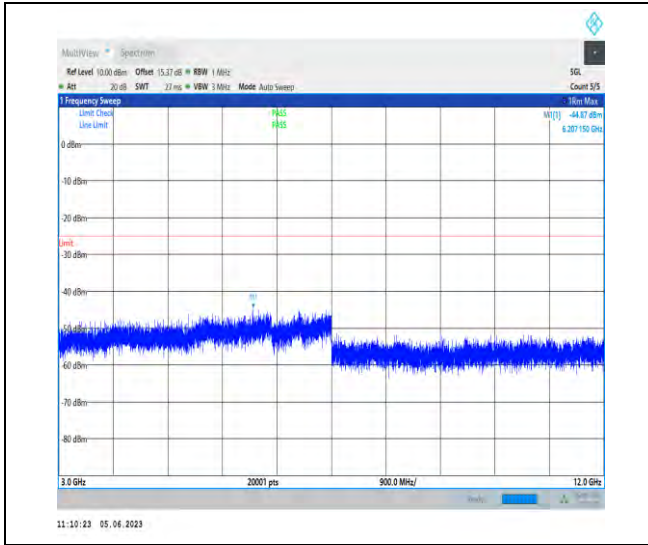 MultiView Spectrum
Ref Level 10.00 dBm Offset 15.37 dB RBW 1 MHz SGL
Att 20 dB SWT 27 ms VBW 3 MHz Mode Auto Sweep Count 5/5
1 Frequency Sweep 1Rm Max
Limit Check PASS M1[1] -44.87 dBm
Line Limit PASS 6.207 150 GHz
0 dBm
-10 dBm
-20 dBm
Limit
-30 dBm
-40 dBm
M1
-50 dBm
-60 dBm
-70 dBm
-80 dBm
3.0 GHz 20001 pts 900.0 MHz/ 12.0 GHz
11:10:23 05.06.2023